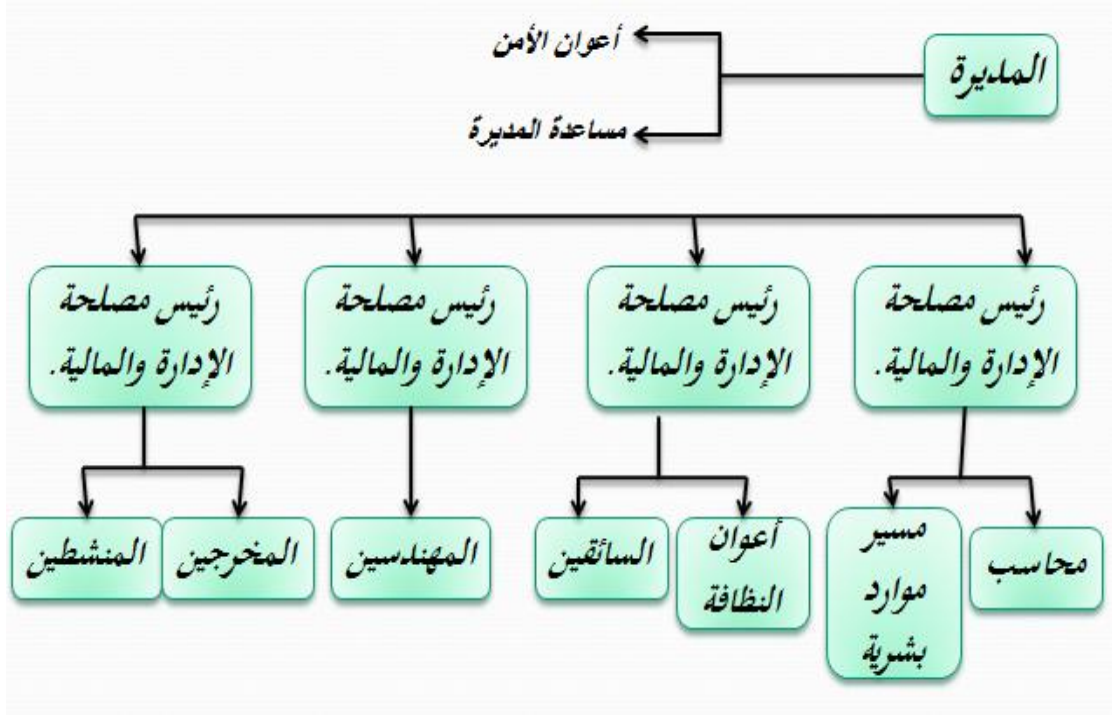 المديرة
أعوان الأمن
مساعدة المديرة
رئيس مصلحة
الإدارة والمالية.
رئيس مصلحة
الإدارة والمالية.
رئيس مصلحة
الإدارة والمالية.
رئيس مصلحة
الإدارة والمالية.
محاسب
مسير
موارد
بشرية
أعوان
النظافة
السائقين
المهندسين
المخرجين
المنشطين